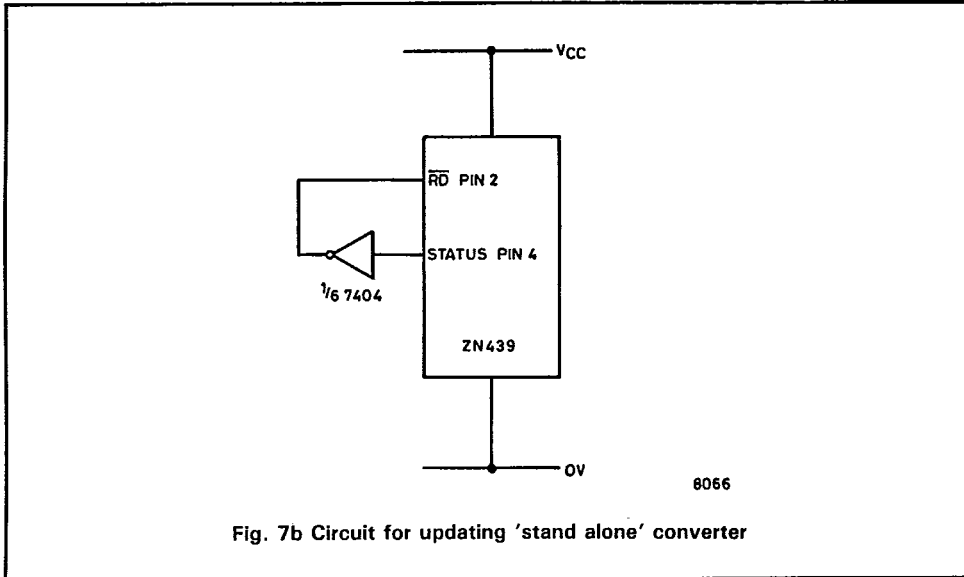 VCC
RD PIN 2
STATUS PIN 4
1/6 7404
ZN439
0V
8066
Fig. 7b Circuit for updating 'stand alone' converter